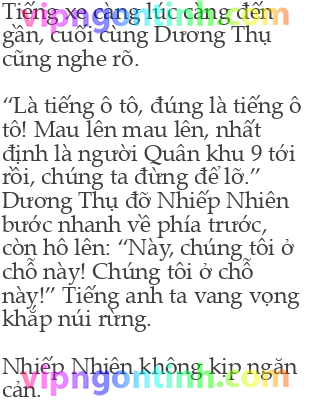 Tiếng xe càng lúc càng đến
vipngontinh.com
gần, cuối cùng Dương Thụ
cũng nghe rõ.
“Là tiếng ô tô, đúng là tiếng ô
tô! Mau lên mau lên, nhất
định là người Quân khu 9 tới
rồi, chúng ta đừng để lỡ.”
Dương Thụ đỡ Nhiếp Nhiên
bước nhanh về phía trước,
còn hô lên: “Này, chúng tôi ở
chỗ này! Chúng tôi ở chỗ
này!” Tiếng anh ta vang vọng
khắp núi rừng.
Nhiếp Nhiên không kịp ngăn
vipngontinh.com
cản.